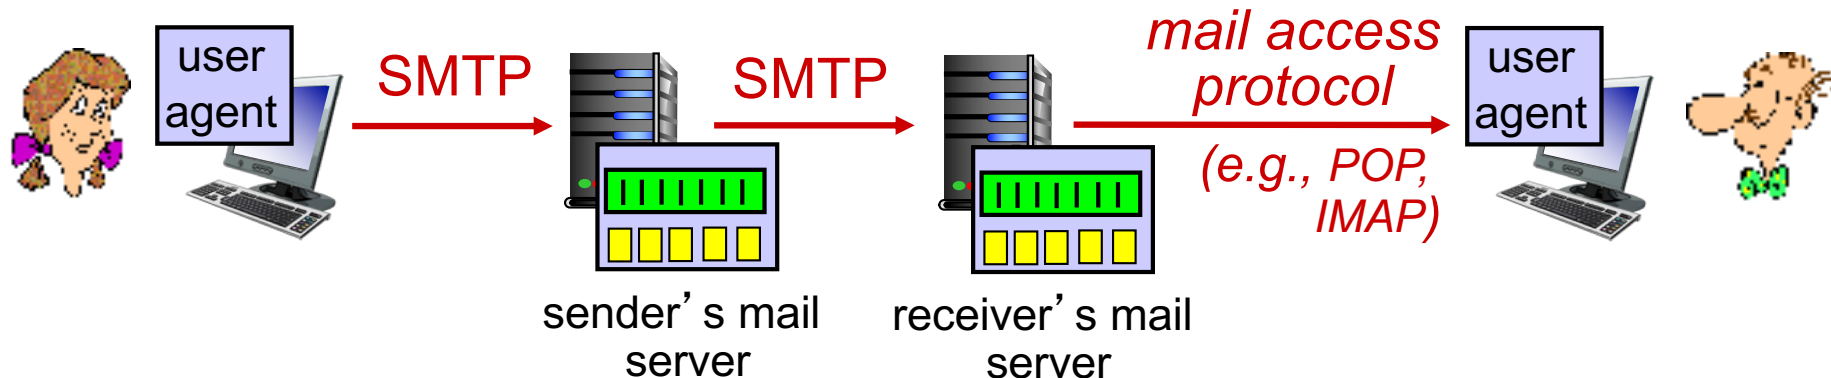 user
agent
SMTP
SMTP
mail access
protocol
(e.g., POP,
IMAP)
user
agent
sender’s mail
server
receiver’s mail
server